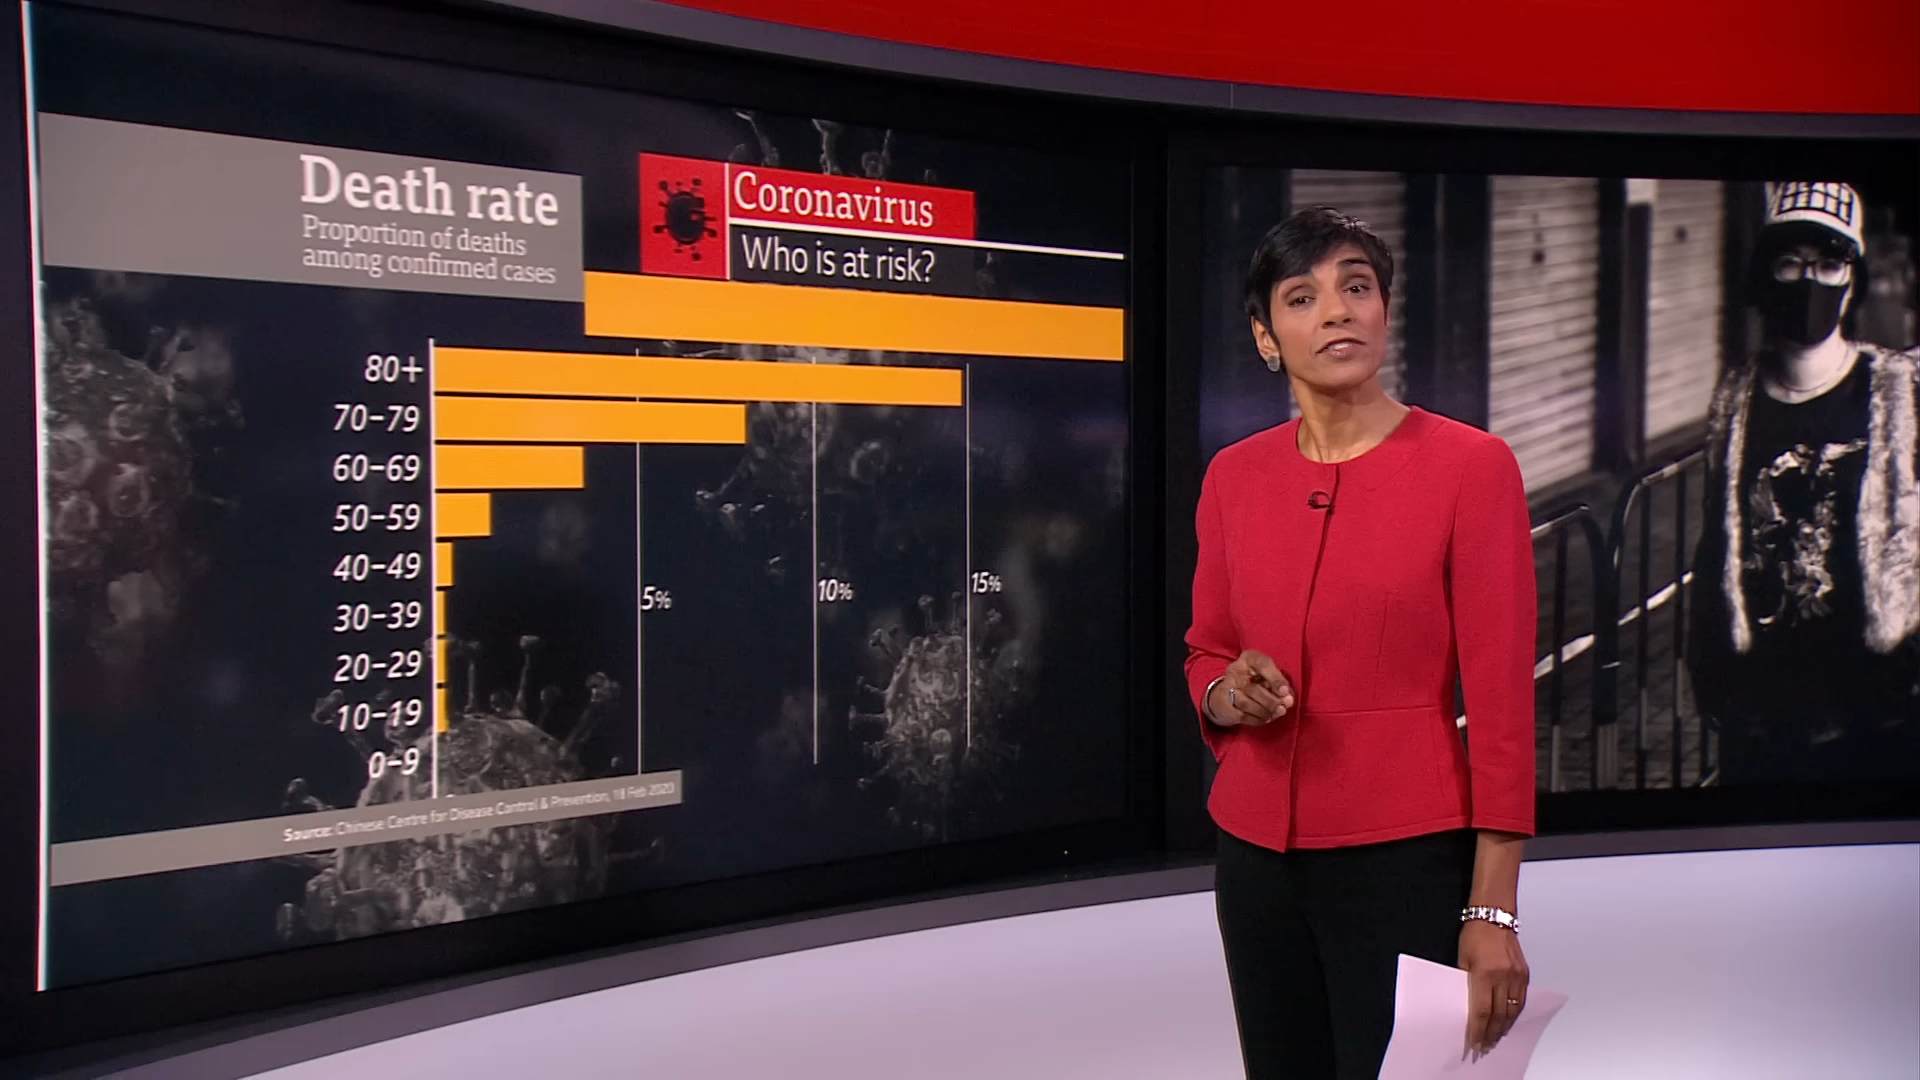 Death rate
Proportion of deaths
among confirmed cases
Coronavirus
Who is at risk?
80+
70-79
60-69
50-59
40-49
30-39
20-29
10-19
0-9
5%
10%
15%
Source: Chinese Centre for Disease Control & Prevention, 18 Feb 2020